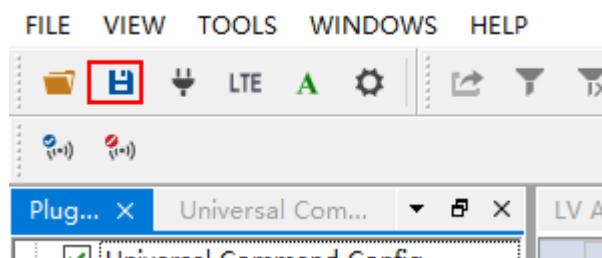 FILE VIEW TOOLS WINDOWS HELP
LTE A
Plug... Universal Com... LV A
Universal Command Config